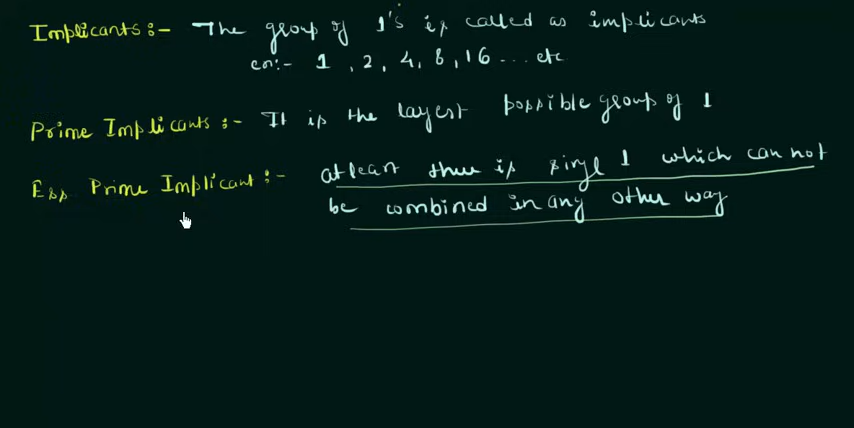 Implicants :- The group of 1's is called as implicants
en:- 1 , 2 , 4 , 8 , 16 ... etc
Prime Implicants :- It is the largest possible group of 1
Ess Prime Implicant :- atleast there is single 1 which can not
be combined in any other way